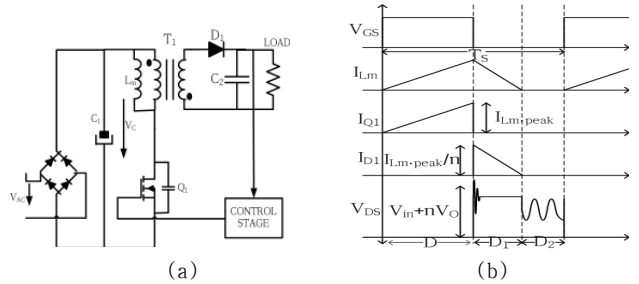 T1
D1
LOAD
Lm
C2
C1
VC
VAC
Q1
CONTROL
STAGE
(a)
VGS
TS
ILm
IQ1
ILm·peak
ID1
ILm·peak/n
VDS
Vin+nVO
D
D1
D2
(b)